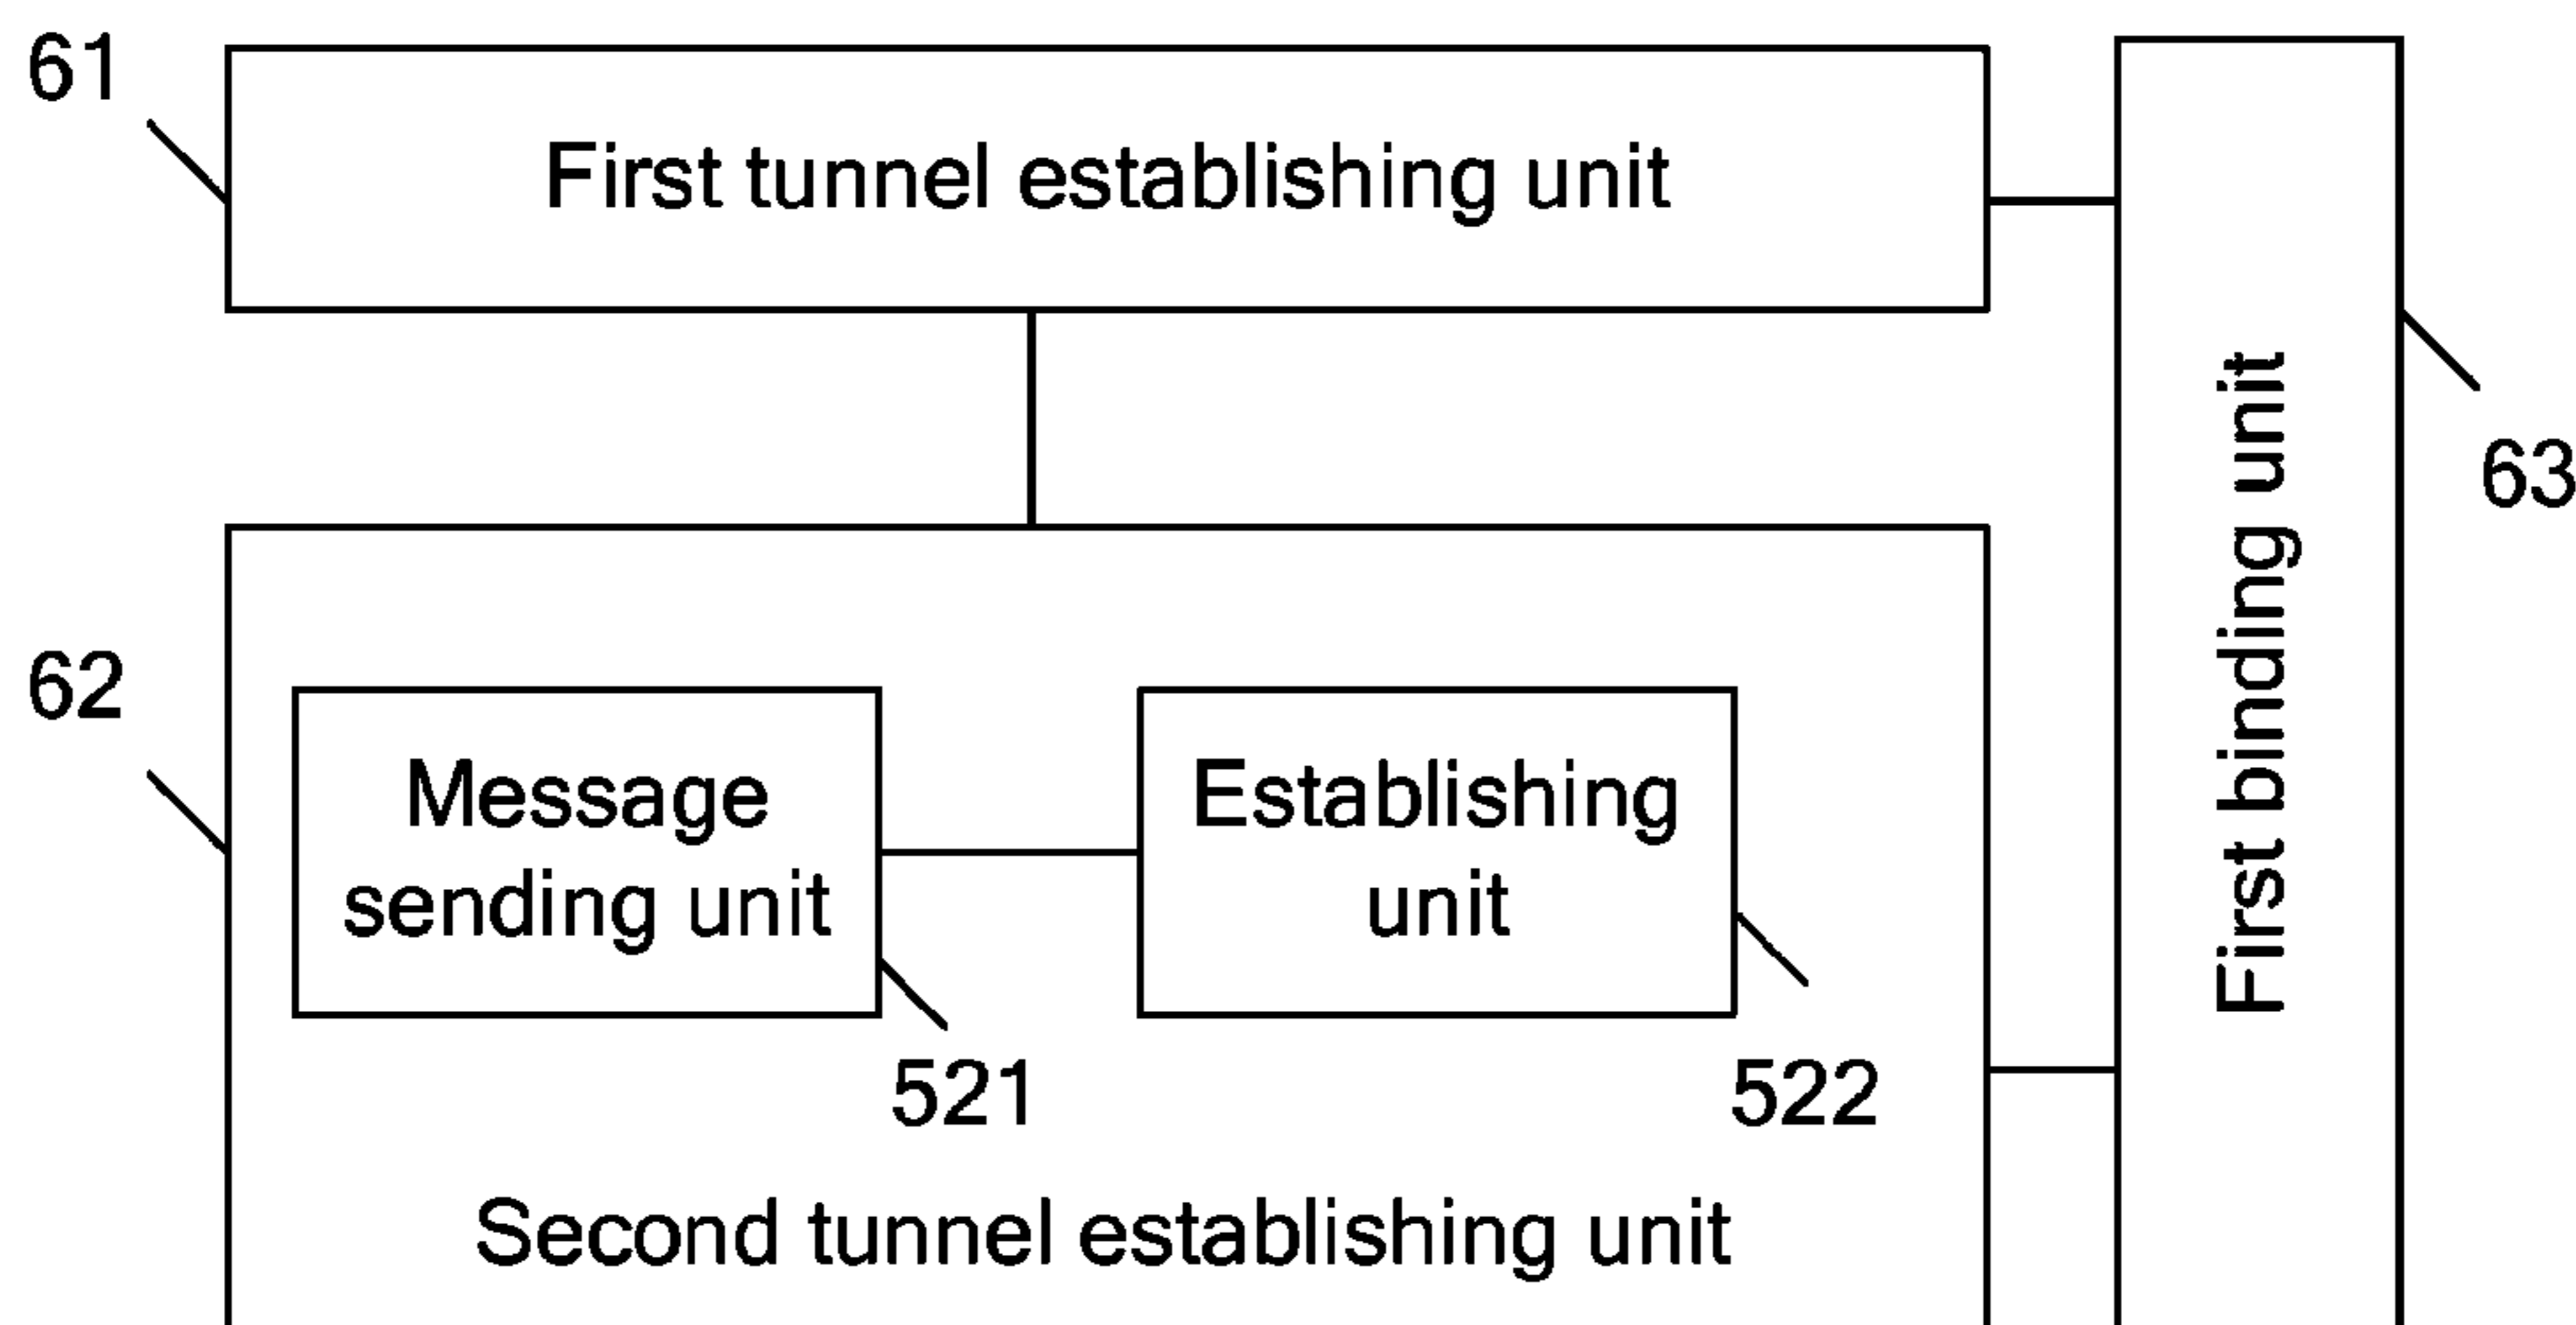 61
First tunnel establishing unit
First binding unit
63
62
Message
sending unit
Establishing
unit
521
522
Second tunnel establishing unit